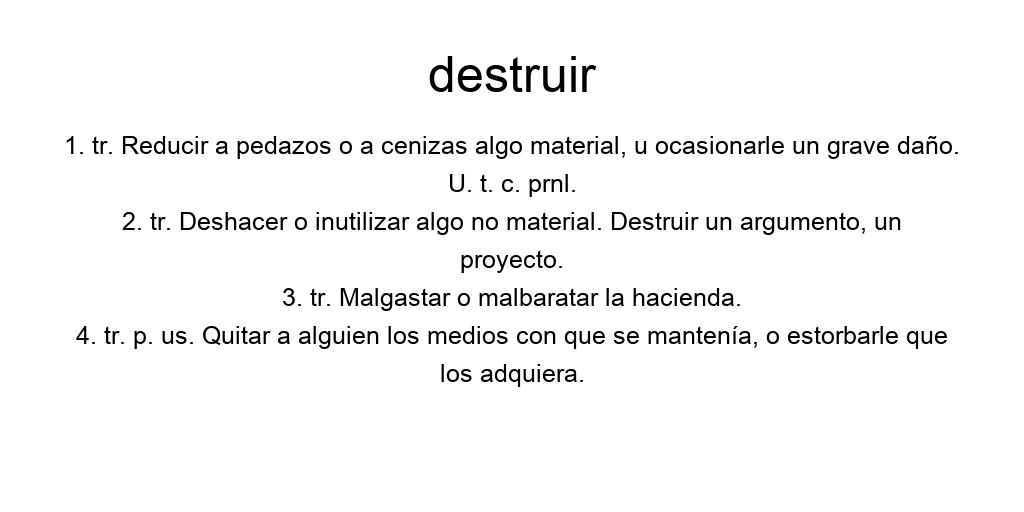 destruir
1. tr. Reducir a pedazos o a cenizas algo material, u ocasionarle un grave daño.
U. t. c. prnl.
2. tr. Deshacer o inutilizar algo no material. Destruir un argumento, un
proyecto.
3. tr. Malgastar o malbaratar la hacienda.
4. tr. p. us. Quitar a alguien los medios con que se mantenía, o estorbarle que
los adquiera.